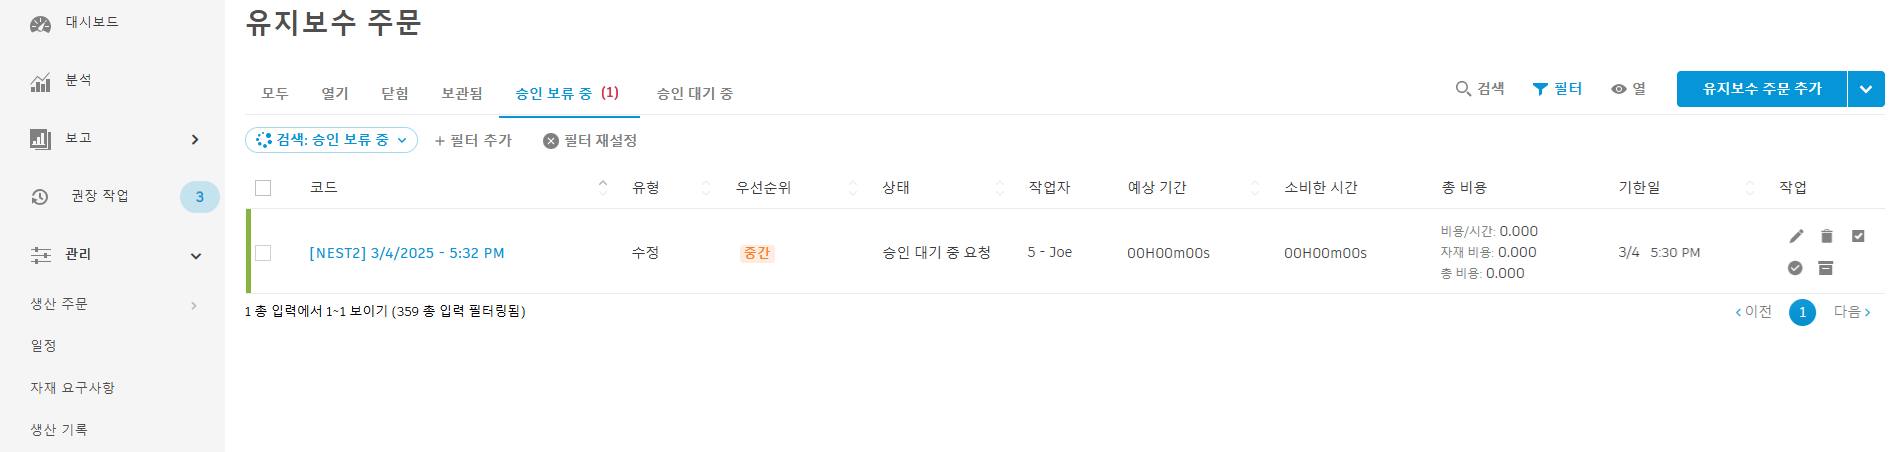 대시보드
분석
보고
권장 작업 3
관리
생산 주문
일정
자재 요구사항
생산 기록
유지보수 주문
모두 열기 닫힘 보관됨 승인 보류 중 (1) 승인 대기 중
검색 필터 열 유지보수 주문 추가
검색: 승인 보류 중 + 필터 추가 필터 재설정
코드 유형 우선순위 상태 작업자 예상 기간 소비한 시간 총 비용 기한일 작업
[NEST2] 3/4/2025 - 5:32 PM 수정 중간 승인 대기 중 요청 5 - Joe 00H00m00s 00H00m00s
비용/시간: 0.000
자재 비용: 0.000
총 비용: 0.000
3/4 5:30 PM
1 총 입력에서 1~1 보이기 (359 총 입력 필터링됨)
‹ 이전 1 다음 ›